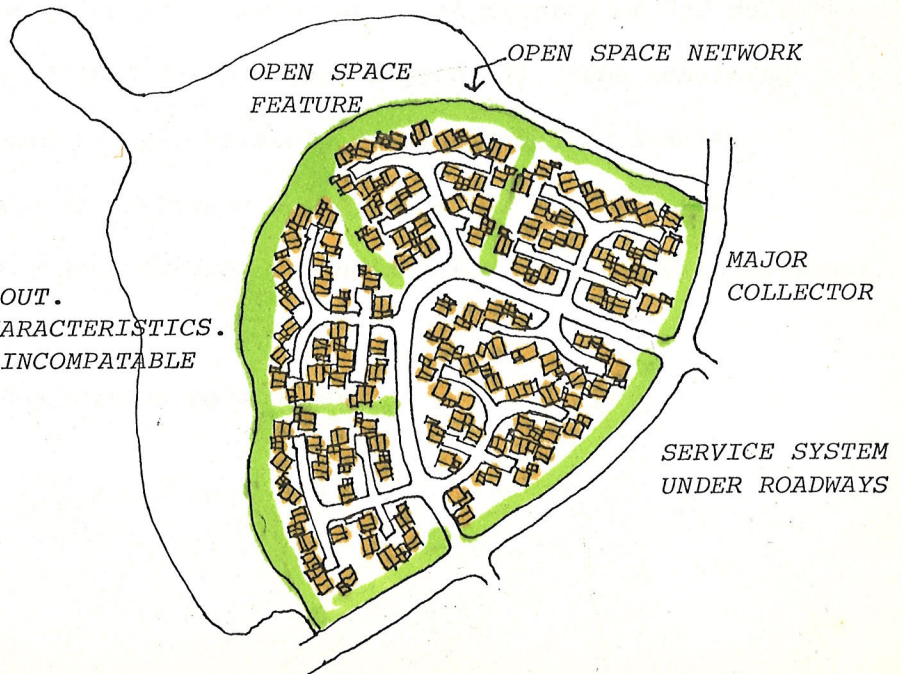 OPEN SPACE NETWORK
OPEN SPACE
FEATURE
MAJOR
COLLECTOR
OUT.
ARACTERISTICS.
INCOMPATABLE
SERVICE SYSTEM
UNDER ROADWAYS